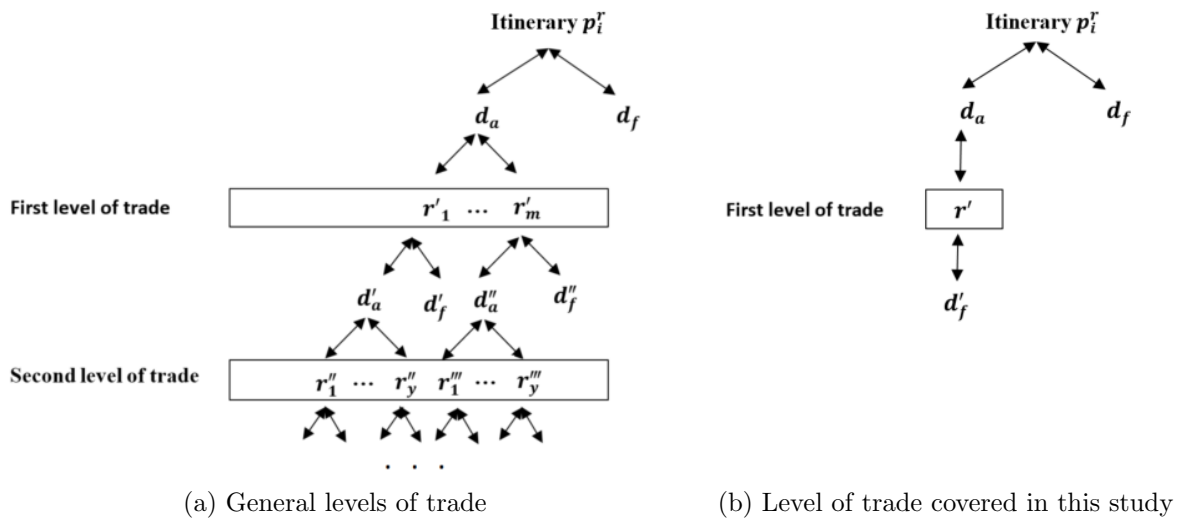 Itinerary p_i^r
d_a d_f
First level of trade r'_1 ... r'_m
d'_a d'_f d''_a d''_f
Second level of trade r''_1 ... r''_y r'''_1 ... r'''_y
. . .
(a) General levels of trade
Itinerary p_i^r
d_a d_f
First level of trade r'
d'_f
(b) Level of trade covered in this study